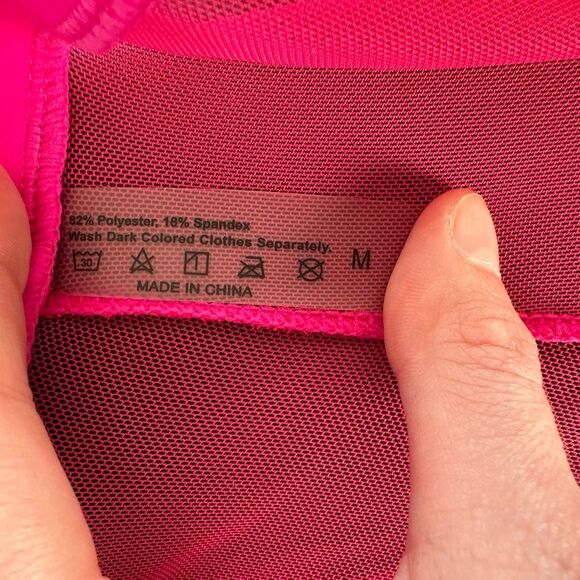 82% Polyester, 18% Spandex
Wash Dark Colored Clothes Separately.
30
M
MADE IN CHINA